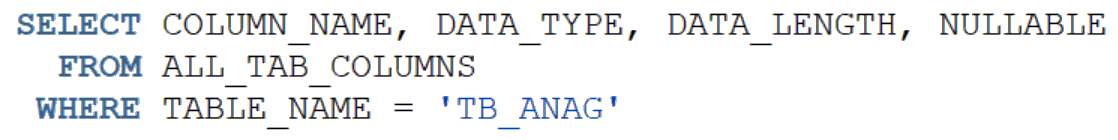 SELECT COLUMN_NAME, DATA_TYPE, DATA_LENGTH, NULLABLE
FROM ALL_TAB_COLUMNS
WHERE TABLE_NAME = 'TB_ANAG'